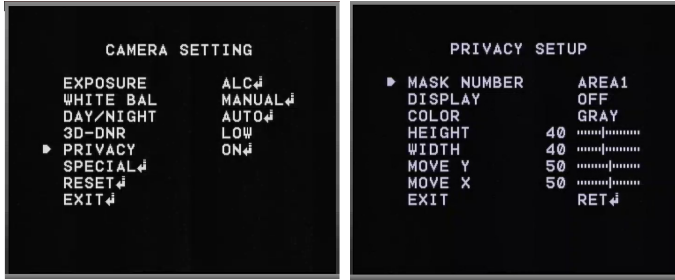 CAMERA SETTING
EXPOSURE ALC↲
WHITE BAL MANUAL↲
DAY/NIGHT AUTO↲
3D-DNR LOW
PRIVACY ON↲
SPECIAL↲
RESET↲
EXIT↲
PRIVACY SETUP
MASK NUMBER AREA1
DISPLAY OFF
COLOR GRAY
HEIGHT 40
WIDTH 40
MOVE Y 50
MOVE X 50
EXIT RET↲